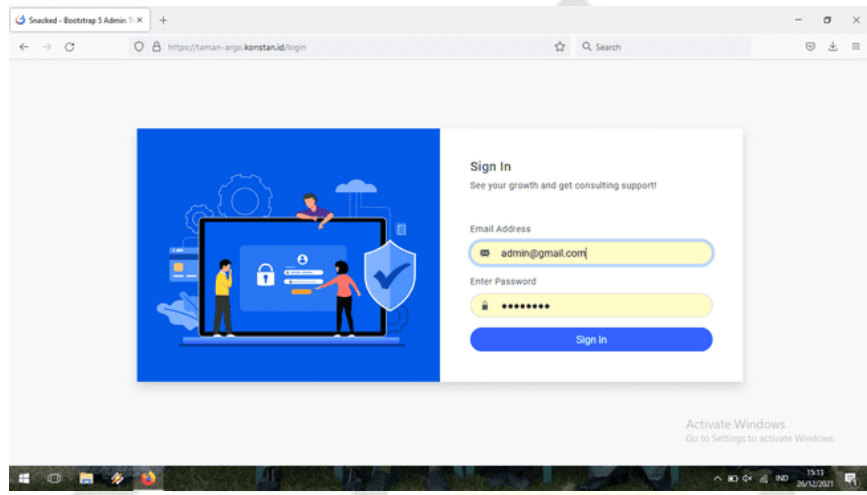 Snacked - Bootstrap 5 Admin Te
https://taman-argo.konstan.id/login
Search
Sign In
See your growth and get consulting support!
Email Address
admin@gmail.com
Enter Password
••••••••
Sign In
Activate Windows
Go to Settings to activate Windows.
IND
15:13
26/12/2021